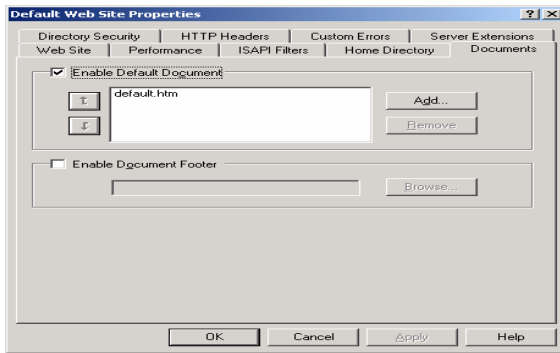 Default Web Site Properties
Directory Security HTTP Headers Custom Errors Server Extensions
Web Site Performance ISAPI Filters Home Directory Documents
Enable Default Document
default.htm
Add...
Remove
Enable Document Footer
Browse...
OK Cancel Apply Help